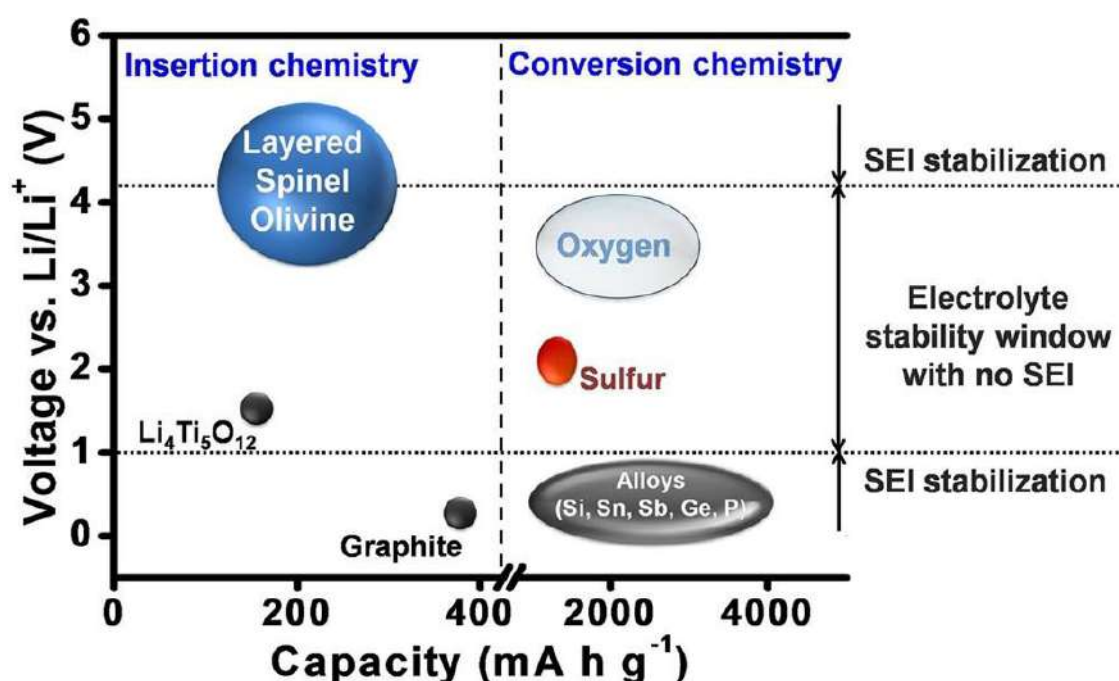 6
5
4
3
2
1
0
Voltage vs. Li/Li⁺ (V)
Insertion chemistry
Conversion chemistry
Layered
Spinel
Olivine
Oxygen
Sulfur
Li₄Ti₅O₁₂
Graphite
Alloys
(Si, Sn, Sb, Ge, P)
SEI stabilization
Electrolyte
stability window
with no SEI
SEI stabilization
0 200 400 2000 4000
Capacity (mA h g⁻¹)